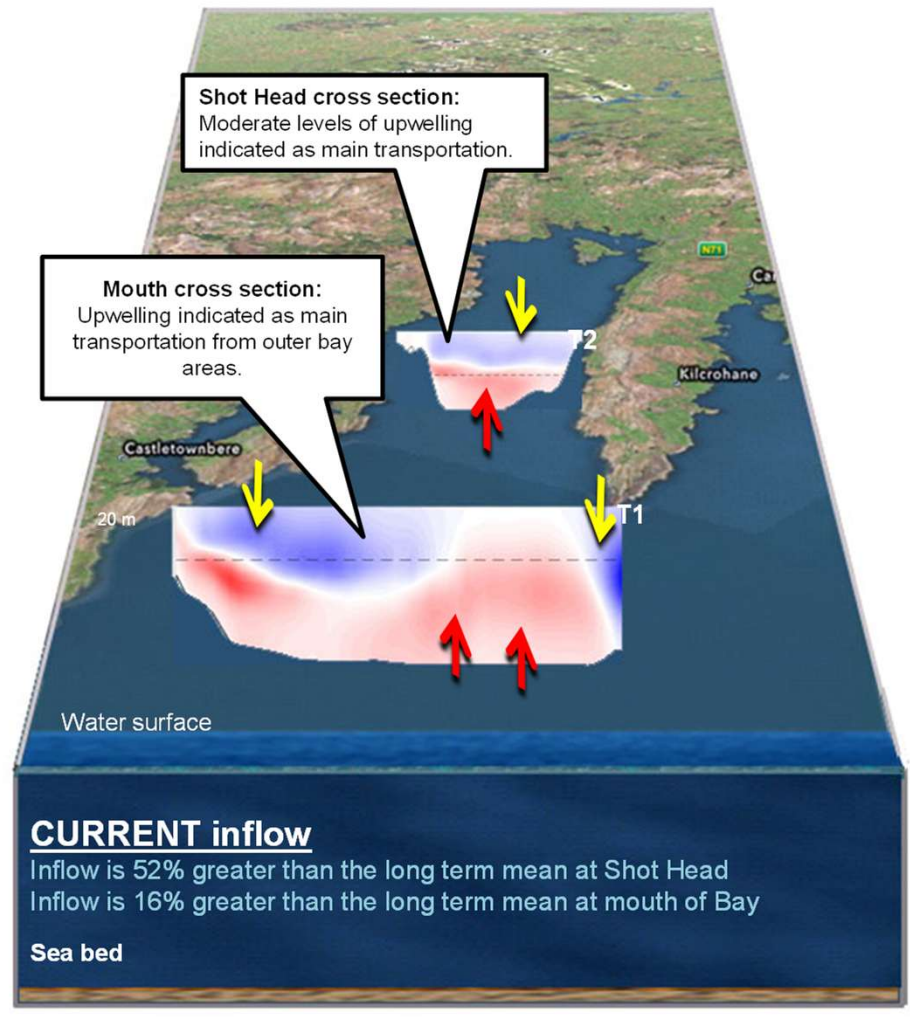 Shot Head cross section:
Moderate levels of upwelling
indicated as main transportation.
N71
Ca
Mouth cross section:
Upwelling indicated as main
transportation from outer bay
areas.
T2
Kilcrohane
Castletownbere
20 m
T1
Water surface
CURRENT inflow
Inflow is 52% greater than the long term mean at Shot Head
Inflow is 16% greater than the long term mean at mouth of Bay
Sea bed